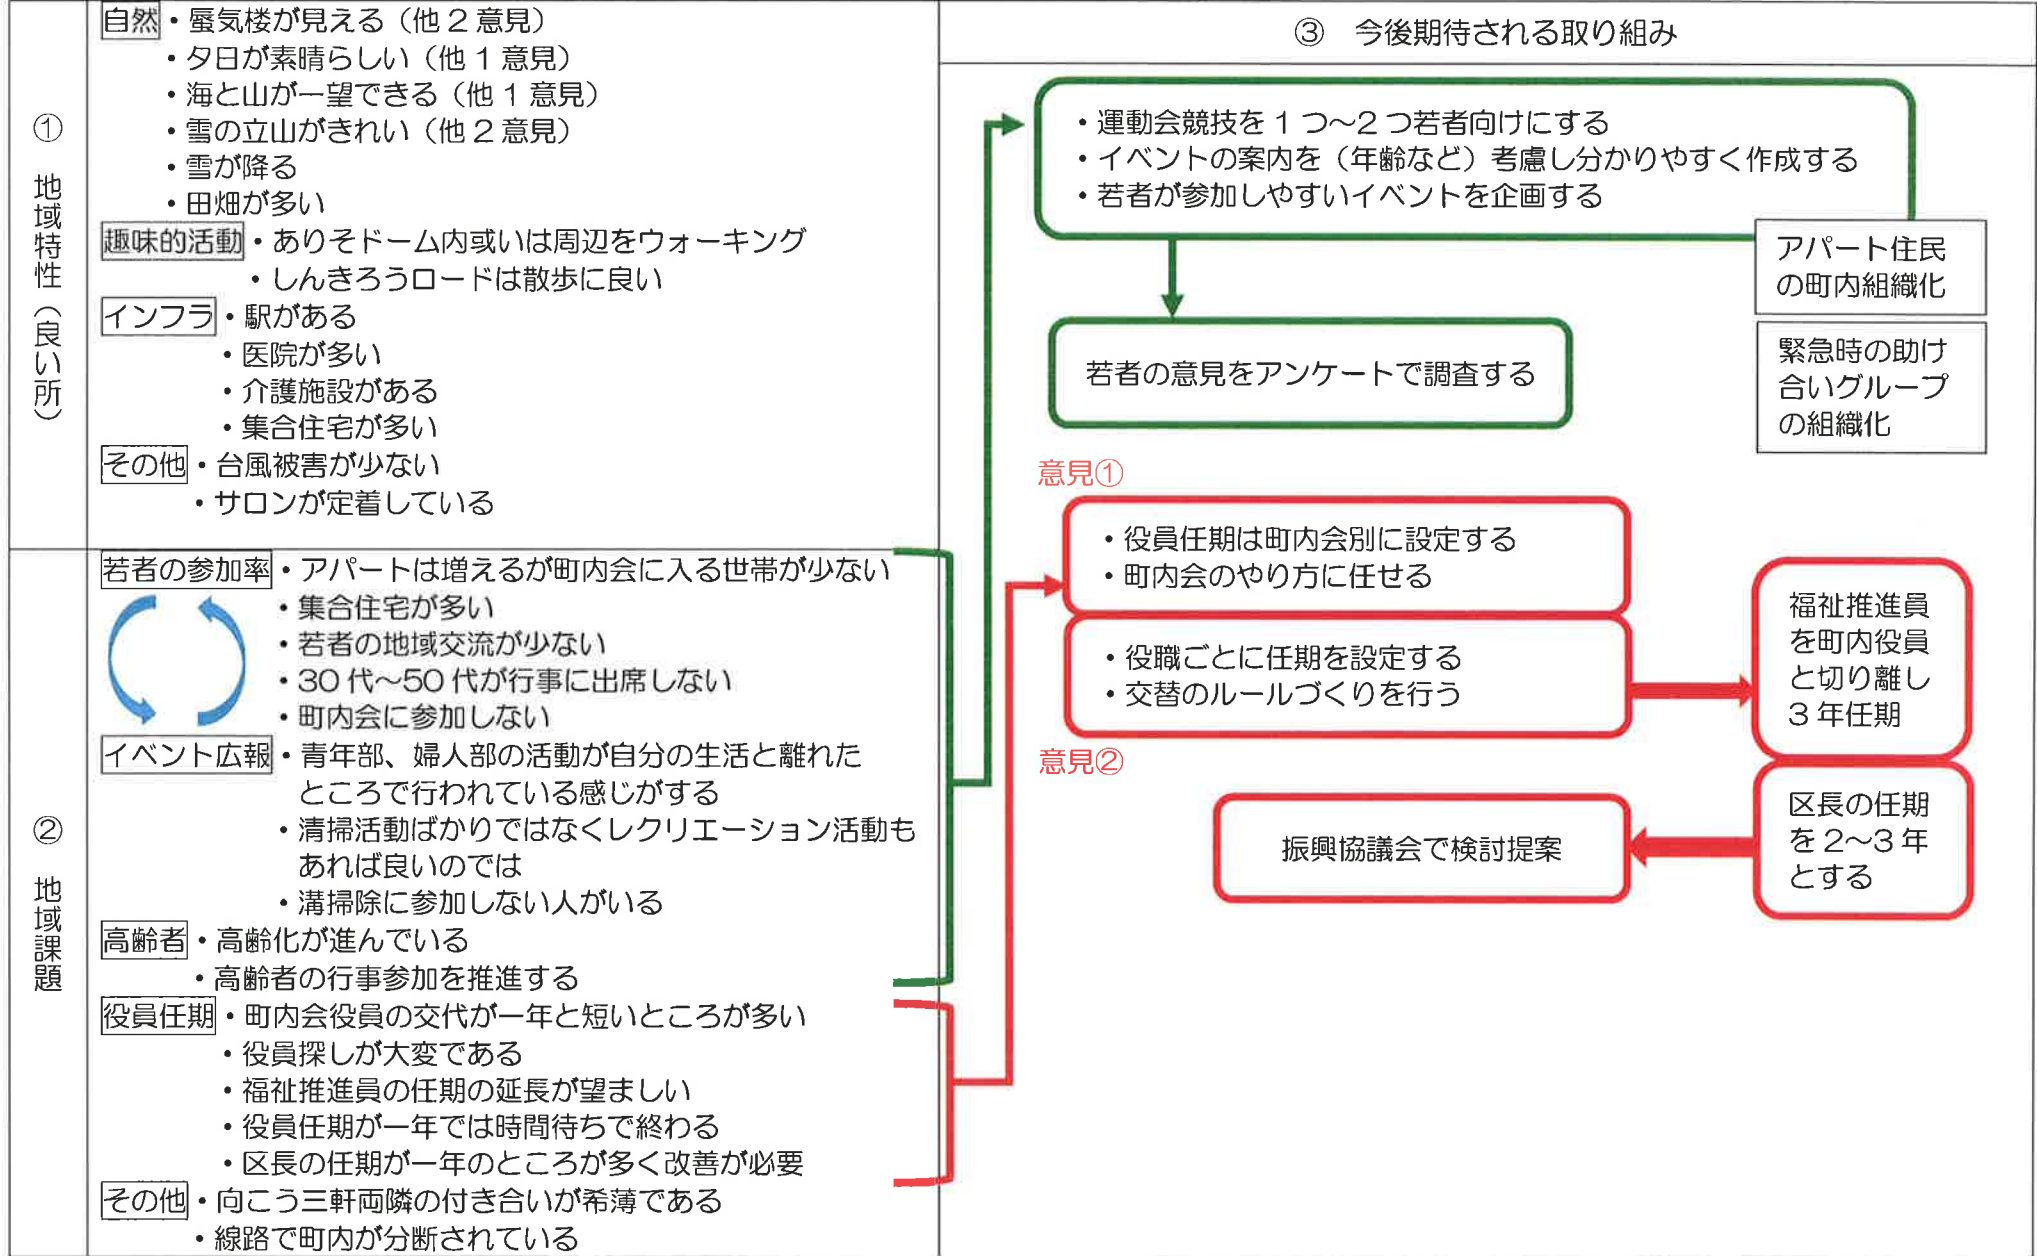 ① 地域特性（良い所）
自然・蜃気楼が見える（他２意見）
・夕日が素晴らしい（他１意見）
・海と山が一望できる（他１意見）
・雪の立山がきれい（他２意見）
・雪が降る
・田畑が多い
趣味的活動・ありそドーム内或いは周辺をウォーキング
・しんきろうロードは散歩に良い
インフラ・駅がある
・医院が多い
・介護施設がある
・集合住宅が多い
その他・台風被害が少ない
・サロンが定着している
② 地域課題
若者の参加率・アパートは増えるが町内会に入る世帯が少ない
・集合住宅が多い
・若者の地域交流が少ない
・30代～50代が行事に出席しない
・町内会に参加しない
イベント広報・青年部、婦人部の活動が自分の生活と離れた
ところで行われている感じがする
・清掃活動ばかりではなくレクリエーション活動も
あれば良いのでは
・溝掃除に参加しない人がいる
高齢者・高齢化が進んでいる
・高齢者の行事参加を推進する
役員任期・町内会役員の交代が一年と短いところが多い
・役員探しが大変である
・福祉推進員の任期の延長が望ましい
・役員任期が一年では時間待ちで終わる
・区長の任期が一年のところが多く改善が必要
その他・向こう三軒両隣の付き合いが希薄である
・線路で町内が分断されている
③ 今後期待される取り組み
・運動会競技を１つ～２つ若者向けにする
・イベントの案内を（年齢など）考慮し分かりやすく作成する
・若者が参加しやすいイベントを企画する
アパート住民
の町内組織化
若者の意見をアンケートで調査する
緊急時の助け
合いグループ
の組織化
意見①
・役員任期は町内会別に設定する
・町内会のやり方に任せる
・役職ごとに任期を設定する
・交替のルールづくりを行う
福祉推進員
を町内役員
と切り離し
３年任期
意見②
振興協議会で検討提案
区長の任期
を２～３年
とする